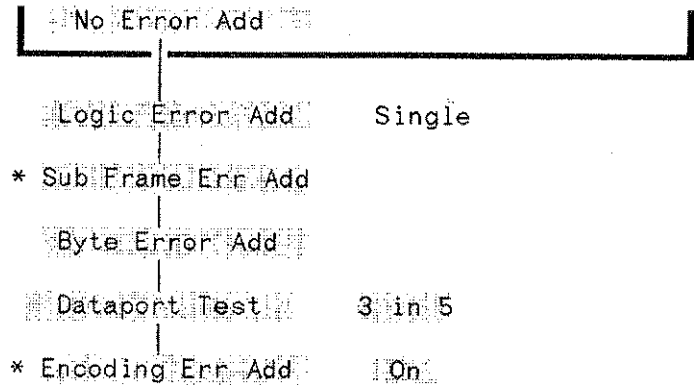 No Error Add
Logic Error Add Single
* Sub Frame Err Add
Byte Error Add
Dataport Test 3 in 5
* Encoding Err Add On